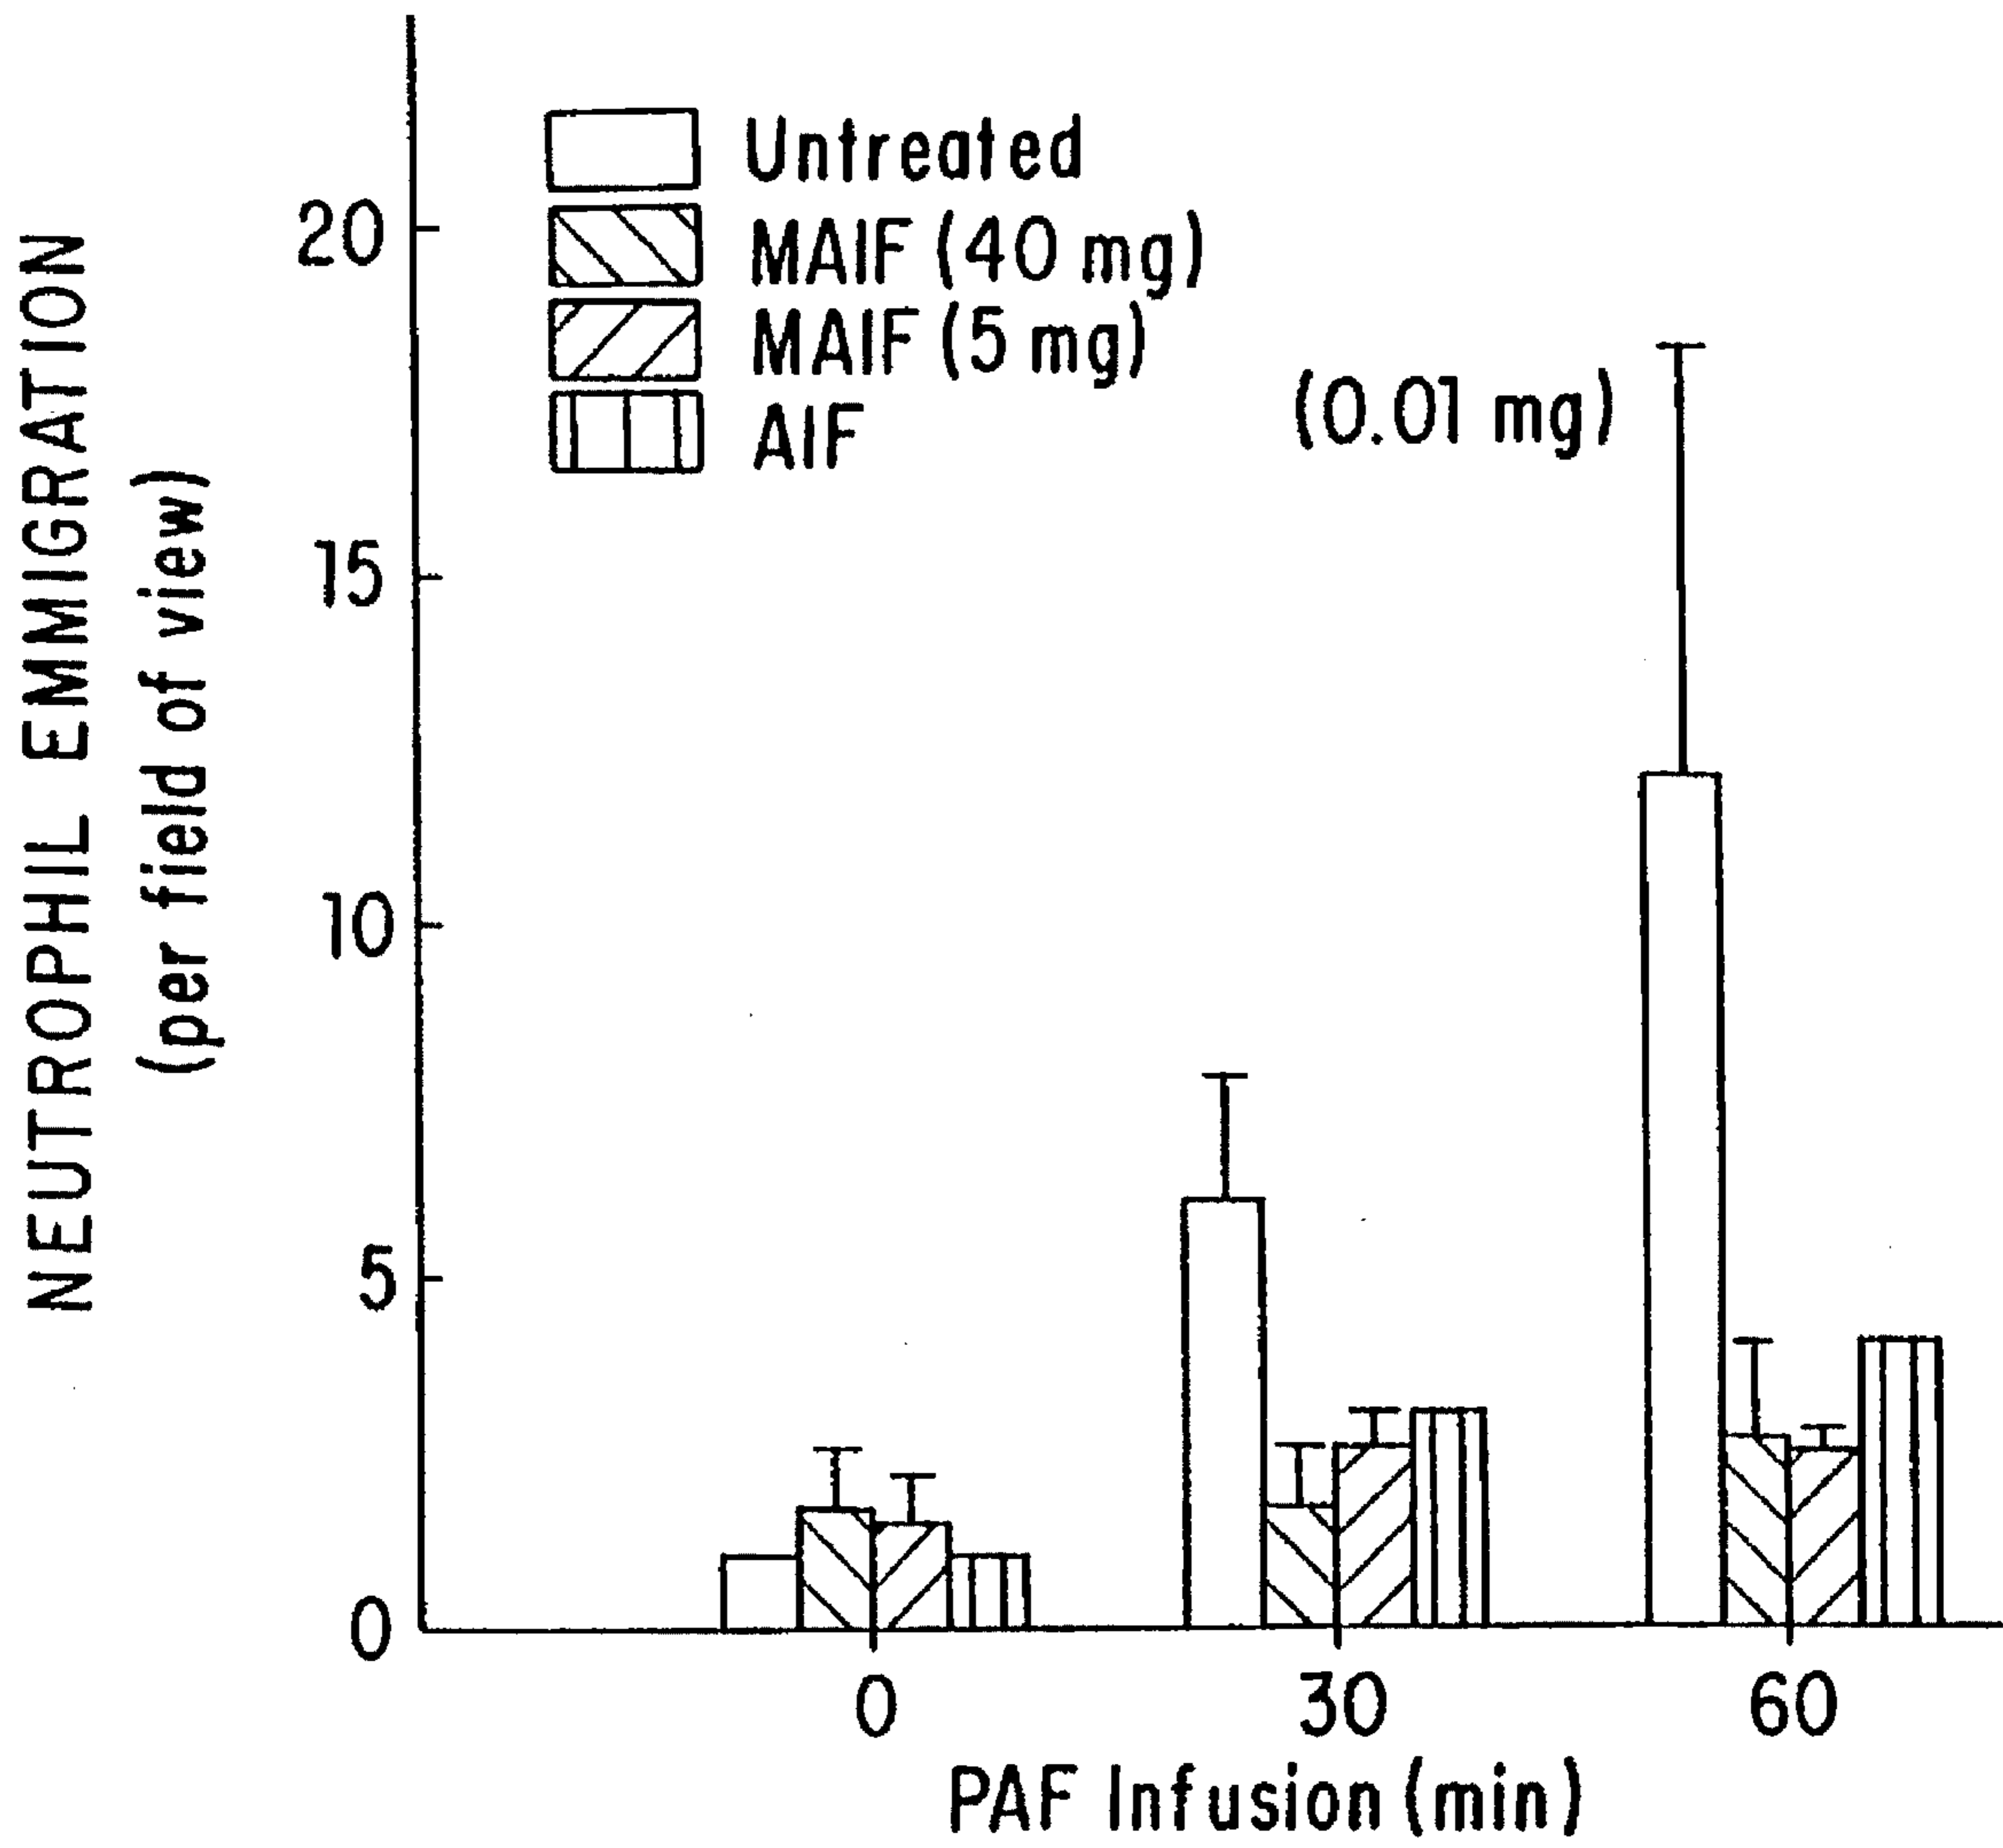 NEUTROPHIL EMMIGRATION
(per field of view)
20
15
10
5
0
Untreated
MAIF (40 mg)
MAIF (5 mg)
AIF
(0.01 mg)
0 30 60
PAF Infusion (min)